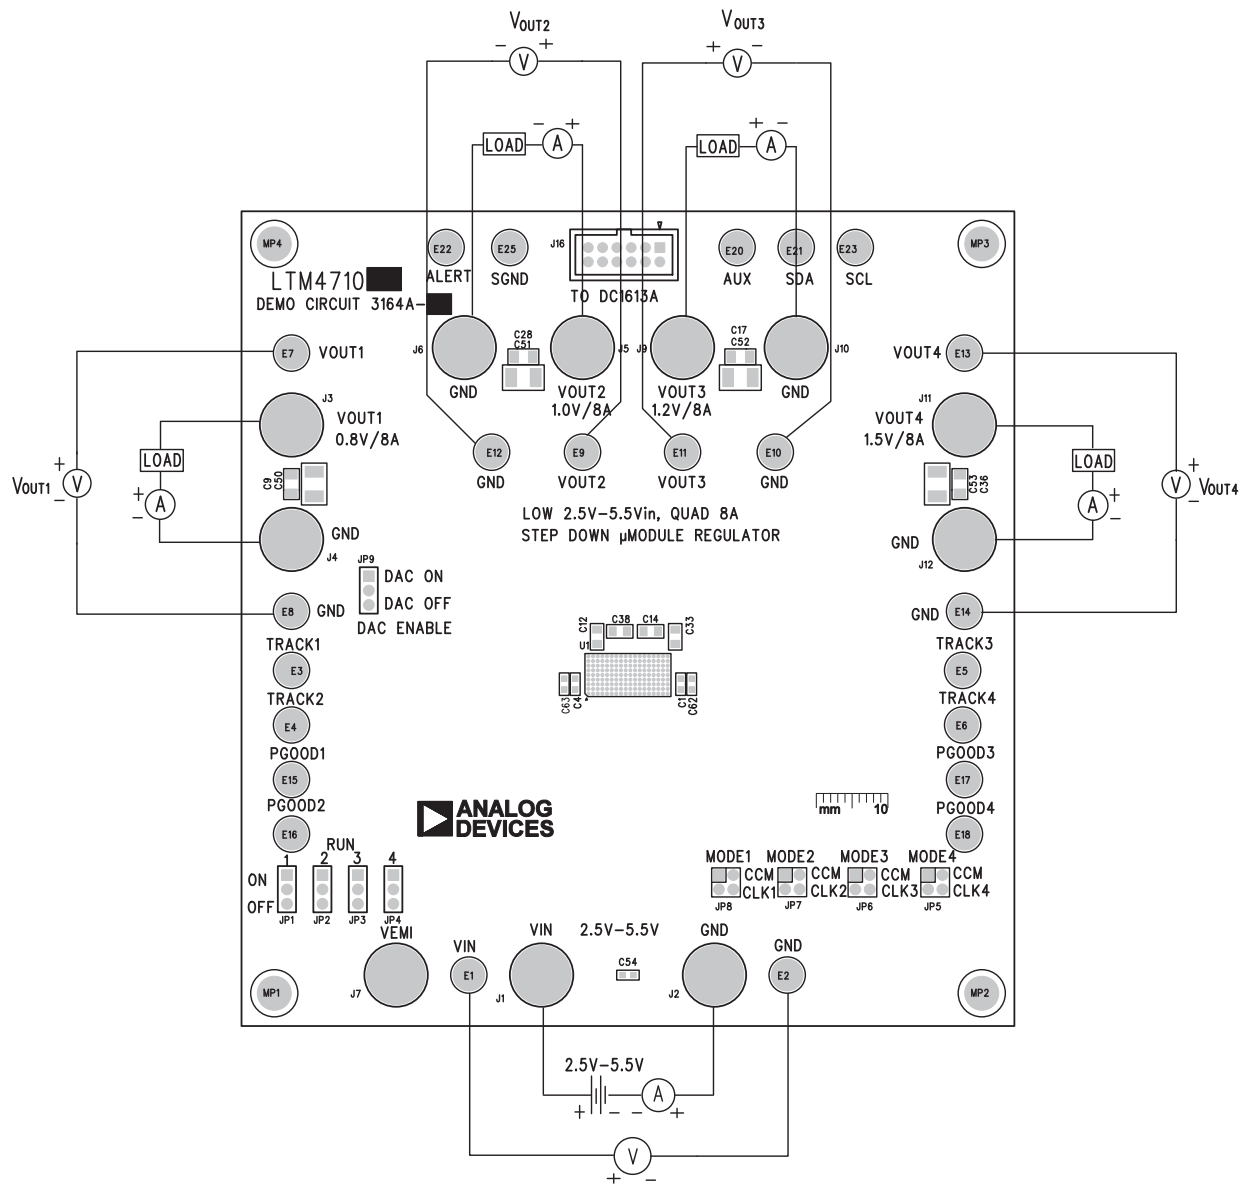 VOUT2
VOUT3
- +
V
+ -
V
LOAD
- +
A
LOAD
+ -
A
MP4
E22
ALERT
E25
SGND
J16
TO DC1613A
E20
AUX
E21
SDA
E23
SCL
MP3
LTM4710
DEMO CIRCUIT 3164A-
E7
VOUT1
J6
GND
C28
C51
J5
VOUT2
1.0V/8A
J9
VOUT3
1.2V/8A
C17
C52
J10
GND
VOUT4
E13
J3
VOUT1
0.8V/8A
J11
VOUT4
1.5V/8A
LOAD
+
A
-
VOUT1
+
V
-
C9
C50
E12
GND
E9
VOUT2
E11
VOUT3
E10
GND
C53
C36
LOAD
+
A
-
+
V
-
VOUT4
LOW 2.5V-5.5Vin, QUAD 8A
STEP DOWN µMODULE REGULATOR
GND
J4
GND
J12
JP9
DAC ON
DAC OFF
DAC ENABLE
E8
GND
GND
E14
C12
C38
C14
C33
U1
C63
C4
C1
C62
TRACK1
E3
TRACK2
E4
PGOOD1
E15
PGOOD2
E16
TRACK3
E5
TRACK4
E6
PGOOD3
E17
PGOOD4
E18
ANALOG
DEVICES
mm 10
RUN
1 2 3 4
ON
OFF
JP1 JP2 JP3 JP4
MODE1 MODE2 MODE3 MODE4
CCM CCM CCM CCM
CLK1 CLK2 CLK3 CLK4
JP8 JP7 JP6 JP5
VEMI
J7
VIN
E1
VIN
J1
2.5V-5.5V
C54
GND
J2
GND
E2
MP1
MP2
2.5V-5.5V
+ - - A +
V
+ -